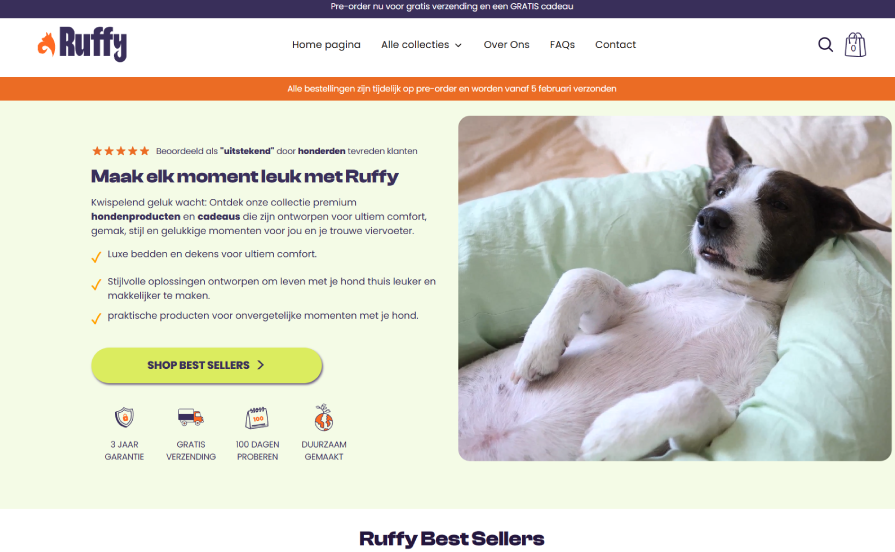 Pre-order nu voor gratis verzending en een GRATIS cadeau
Ruffy
Home pagina
Alle collecties
Over Ons
FAQs
Contact
0
Alle bestellingen zijn tijdelijk op pre-order en worden vanaf 5 februari verzonden
Beoordeeld als "uitstekend" door honderden tevreden klanten
Maak elk moment leuk met Ruffy
Kwispelend geluk wacht: Ontdek onze collectie premium
hondenproducten en cadeaus die zijn ontworpen voor ultiem comfort,
gemak, stijl en gelukkige momenten voor jou en je trouwe viervoeter.
Luxe bedden en dekens voor ultiem comfort.
Stijlvolle oplossingen ontworpen om leven met je hond thuis leuker en
makkelijker te maken.
praktische producten voor onvergetelijke momenten met je hond.
SHOP BEST SELLERS
100
3 JAAR
GARANTIE
GRATIS
VERZENDING
100 DAGEN
PROBEREN
DUURZAAM
GEMAAKT
Ruffy Best Sellers